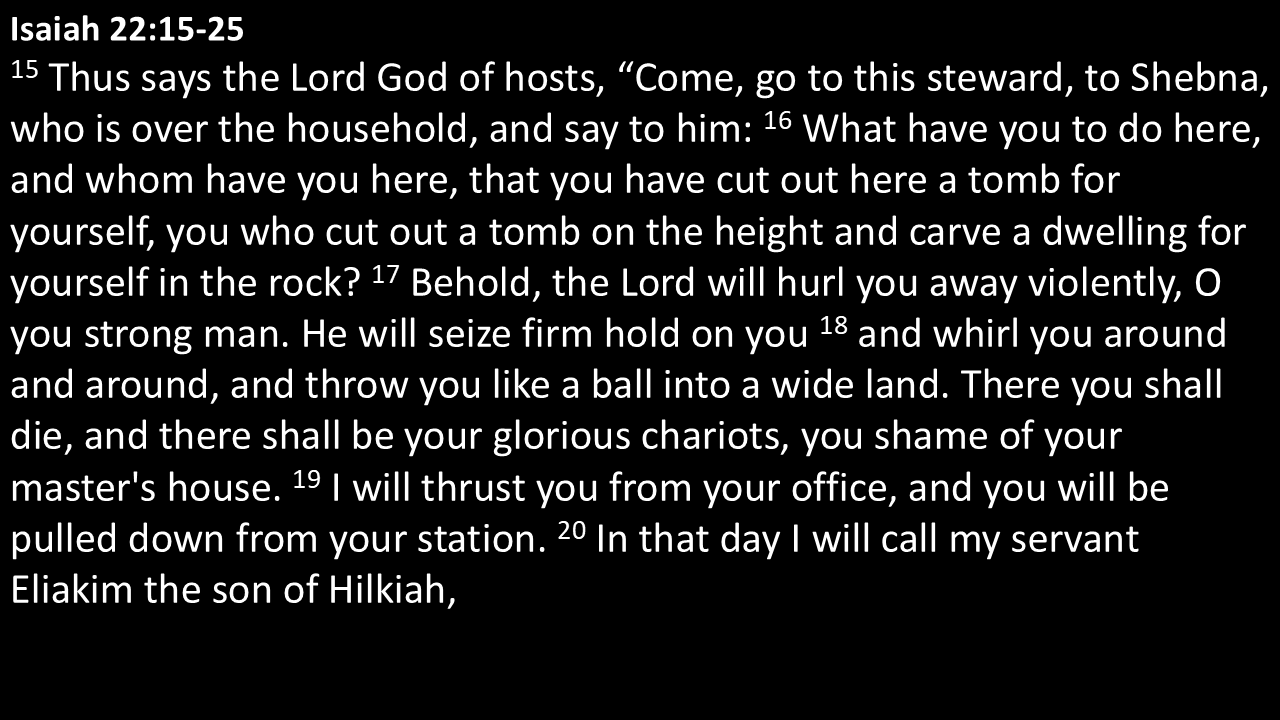 Isaiah 22:15-25
15 Thus says the Lord God of hosts, “Come, go to this steward, to Shebna,
who is over the household, and say to him: 16 What have you to do here,
and whom have you here, that you have cut out here a tomb for
yourself, you who cut out a tomb on the height and carve a dwelling for
yourself in the rock? 17 Behold, the Lord will hurl you away violently, O
you strong man. He will seize firm hold on you 18 and whirl you around
and around, and throw you like a ball into a wide land. There you shall
die, and there shall be your glorious chariots, you shame of your
master's house. 19 I will thrust you from your office, and you will be
pulled down from your station. 20 In that day I will call my servant
Eliakim the son of Hilkiah,